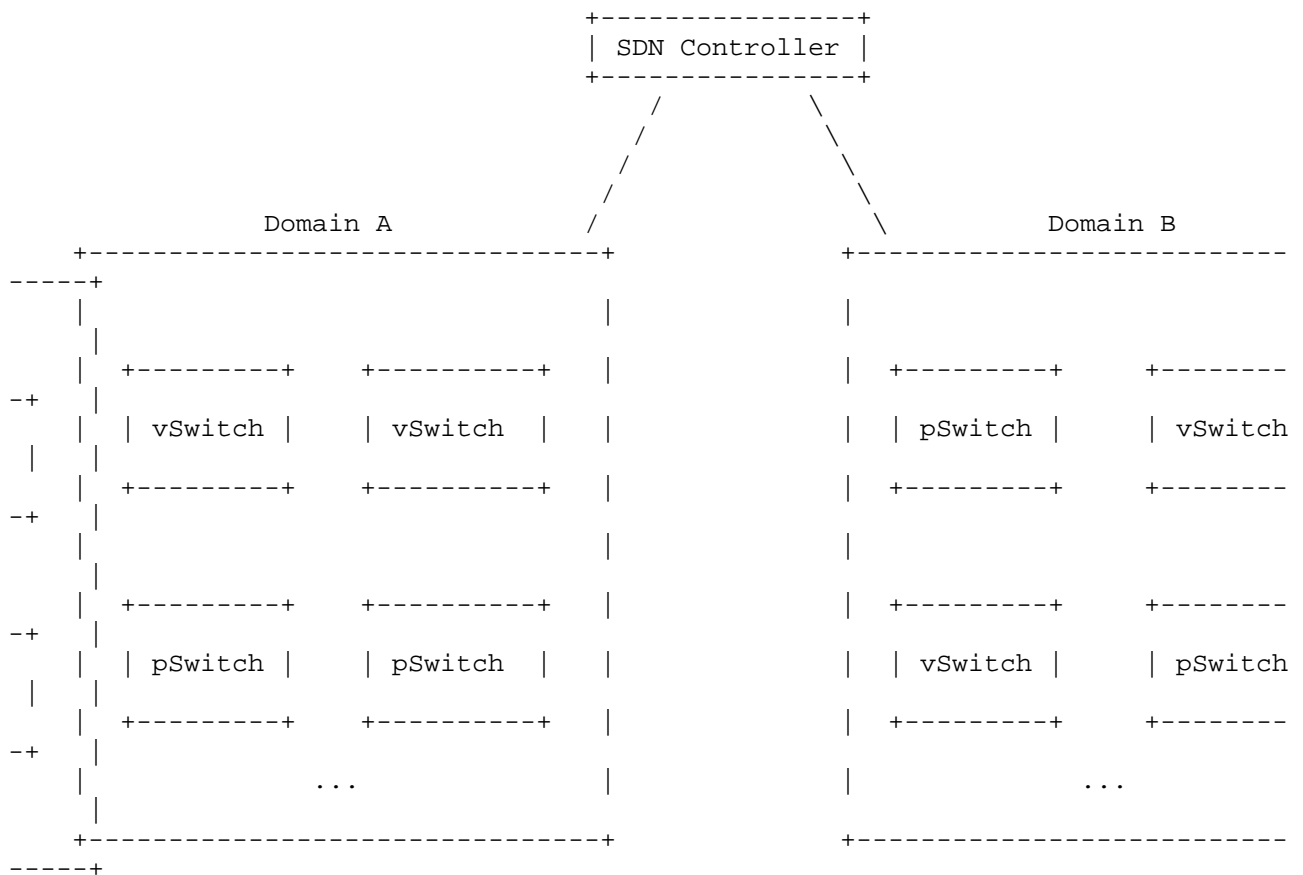 SDN Controller
Domain A Domain B
vSwitch vSwitch pSwitch vSwitch
pSwitch pSwitch vSwitch pSwitch
... ...